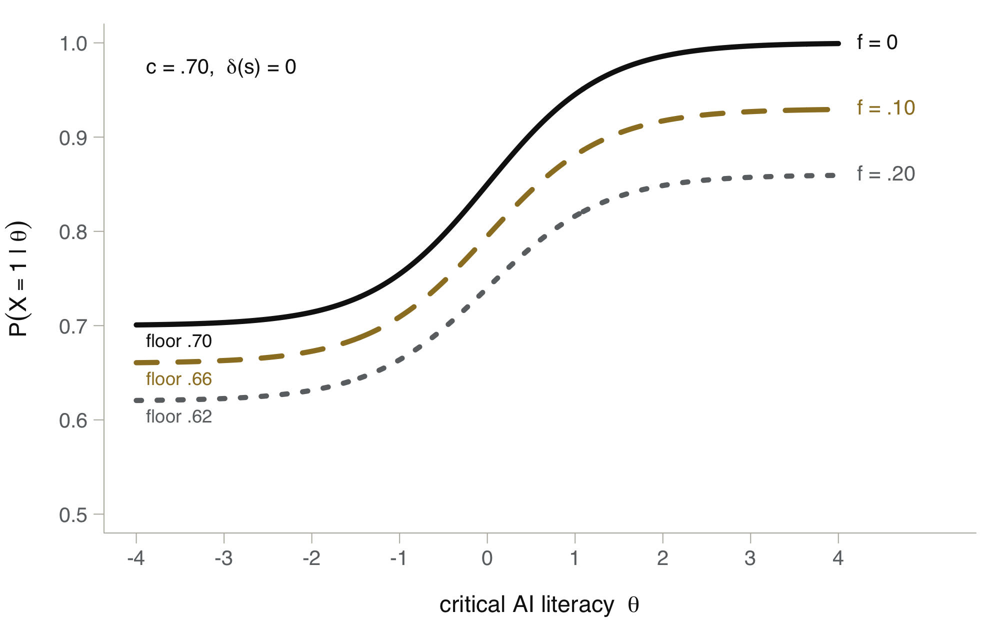 1.0
0.9
0.8
0.7
0.6
0.5
P(X = 1 | θ)
c = .70, δ(s) = 0
f = 0
f = .10
f = .20
floor .70
floor .66
floor .62
-4 -3 -2 -1 0 1 2 3 4
critical AI literacy θ